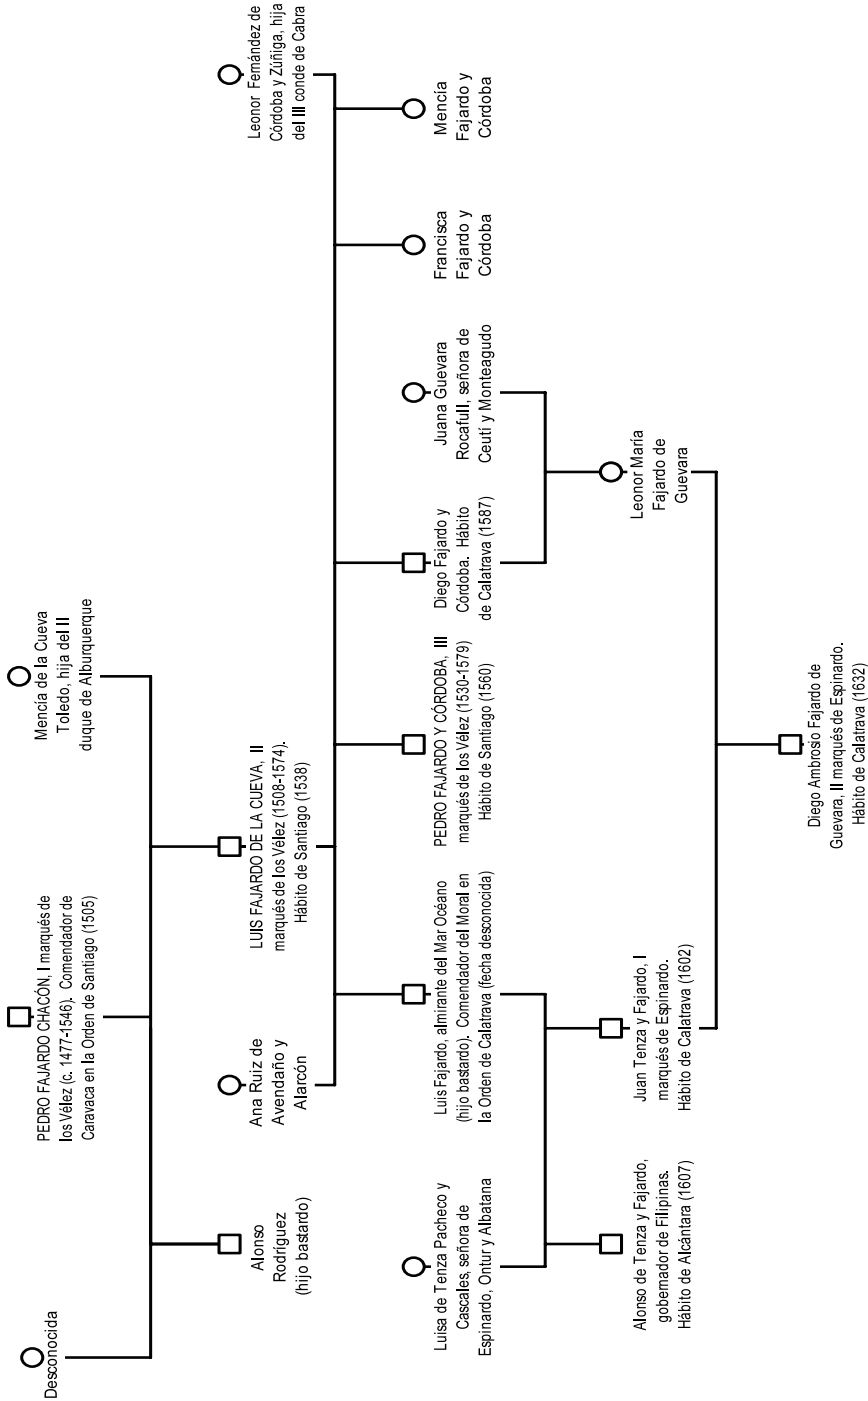 Desconocida
PEDRO FAJARDO CHACÓN, I marqués de
los Vélez (c. 1477-1546). Comendador de
Caravaca en la Orden de Santiago (1505)
Mencía de la Cueva
Toledo, hija del II
duque de Alburquerque
Alonso
Rodríguez
(hijo bastardo)
Ana Ruiz de
Avendaño y
Alarcón
LUIS FAJARDO DE LA CUEVA, II
marqués de los Vélez (1508-1574).
Hábito de Santiago (1538)
Leonor Fernández de
Córdoba y Zúñiga, hija
del III conde de Cabra
Luisa de Tenza Pacheco y
Cascales, señora de
Espinardo, Ontur y Albatana
Luis Fajardo, almirante del Mar Océano
(hijo bastardo). Comendador del Moral en
la Orden de Calatrava (fecha desconocida)
PEDRO FAJARDO Y CÓRDOBA, III
marqués de los Vélez (1530-1579)
Hábito de Santiago (1560)
Diego Fajardo y
Córdoba. Hábito
de Calatrava (1587)
Juana Guevara
Rocafull, señora de
Ceutí y Monteagudo
Francisca
Fajardo y
Córdoba
Mencía
Fajardo y
Córdoba
Alonso de Tenza y Fajardo,
gobernador de Filipinas.
Hábito de Alcántara (1607)
Juan Tenza y Fajardo, I
marqués de Espinardo.
Hábito de Calatrava (1602)
Leonor María
Fajardo de
Guevara
Diego Ambrosio Fajardo de
Guevara, II marqués de Espinardo.
Hábito de Calatrava (1632)